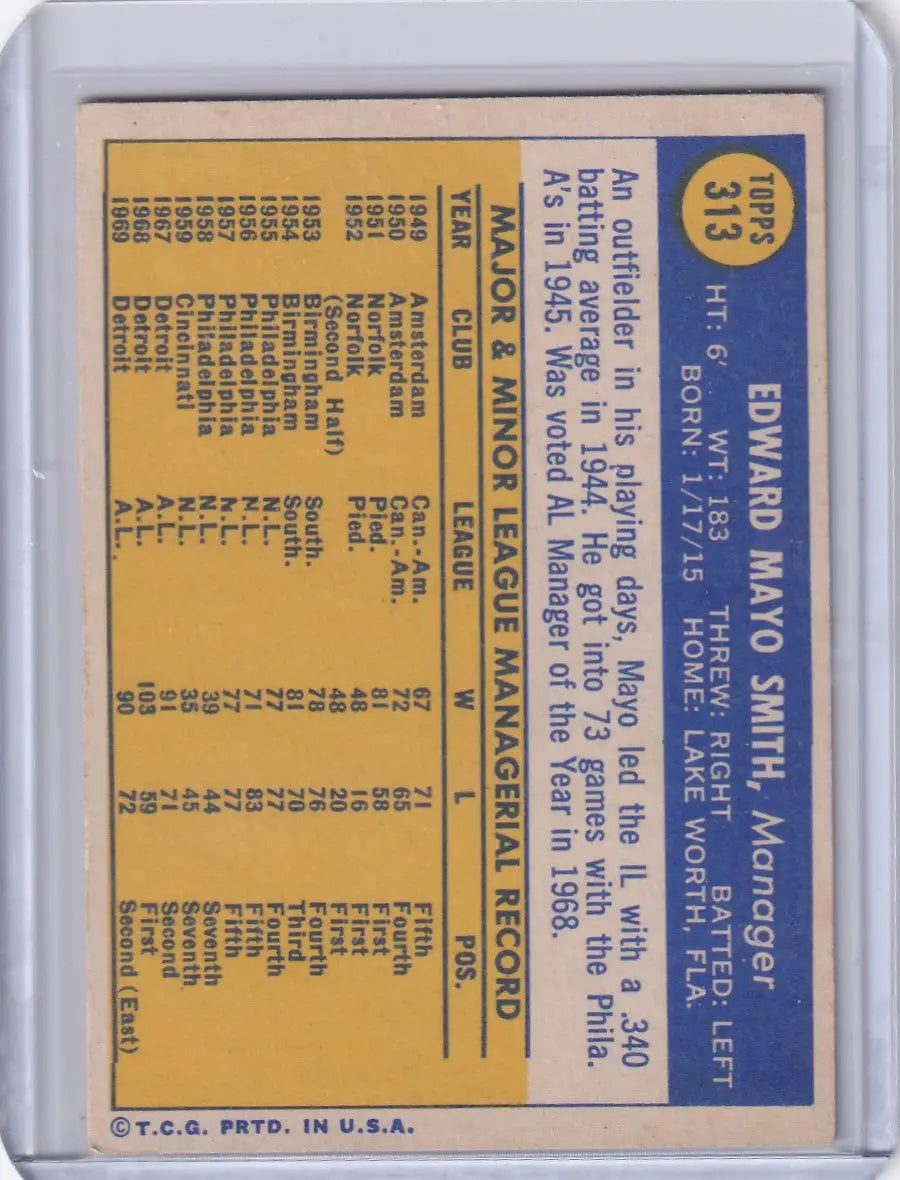 TOPPS
313
EDWARD MAYO SMITH, Manager
HT: 6' WT: 183 THREW: RIGHT BATTED: LEFT
BORN: 1/17/15 HOME: LAKE WORTH, FLA.
An outfielder in his playing days, Mayo led the IL with a .340
batting average in 1944. He got into 73 games with the Phila.
A's in 1945. Was voted AL Manager of the Year in 1968.
MAJOR & MINOR LEAGUE MANAGERIAL RECORD
YEAR CLUB LEAGUE W L POS.
1949 Amsterdam Can.-Am. 67 71 Fifth
1950 Amsterdam Can.-Am. 72 65 Fourth
1951 Norfolk Pied. 81 58 First
1952 Norfolk Pied. 48 16
(Second Half) 48 20 First
1953 Birmingham South. 78 76 Fourth
1954 Birmingham South. 81 70 Third
1955 Philadelphia N.L. 77 77 Fourth
1956 Philadelphia N.L. 71 83 Fifth
1957 Philadelphia N.L. 77 77 Fifth
1958 Philadelphia N.L. 39 44 Seventh
1959 Cincinnati N.L. 35 45 Seventh
1967 Detroit A.L. 91 71 Second
1968 Detroit A.L. 103 59 First
1969 Detroit A.L. 90 72 Second (East)
© T.C.G. PRTD. IN U.S.A.